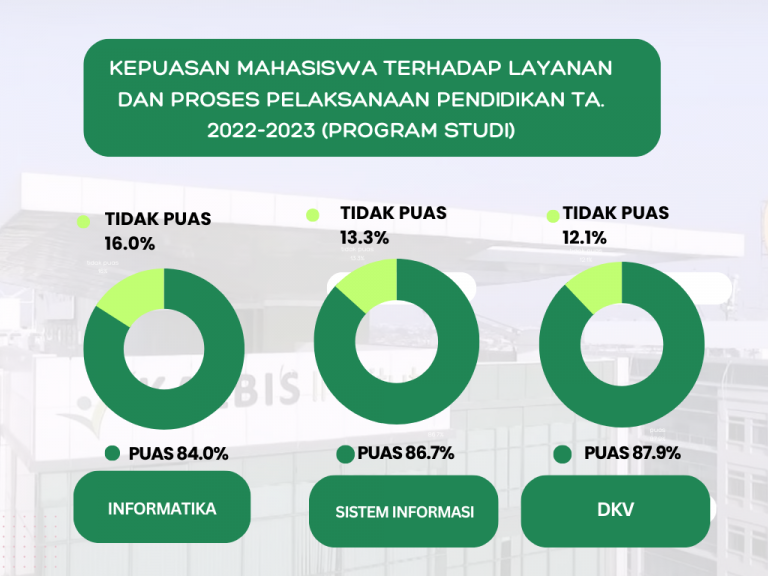 KEPUASAN MAHASISWA TERHADAP LAYANAN
DAN PROSES PELAKSANAAN PENDIDIKAN TA.
2022-2023 (PROGRAM STUDI)
TIDAK PUAS
16.0%
TIDAK PUAS
13.3%
TIDAK PUAS
12.1%
PUAS 84.0%
PUAS 86.7%
PUAS 87.9%
INFORMATIKA
SISTEM INFORMASI
DKV